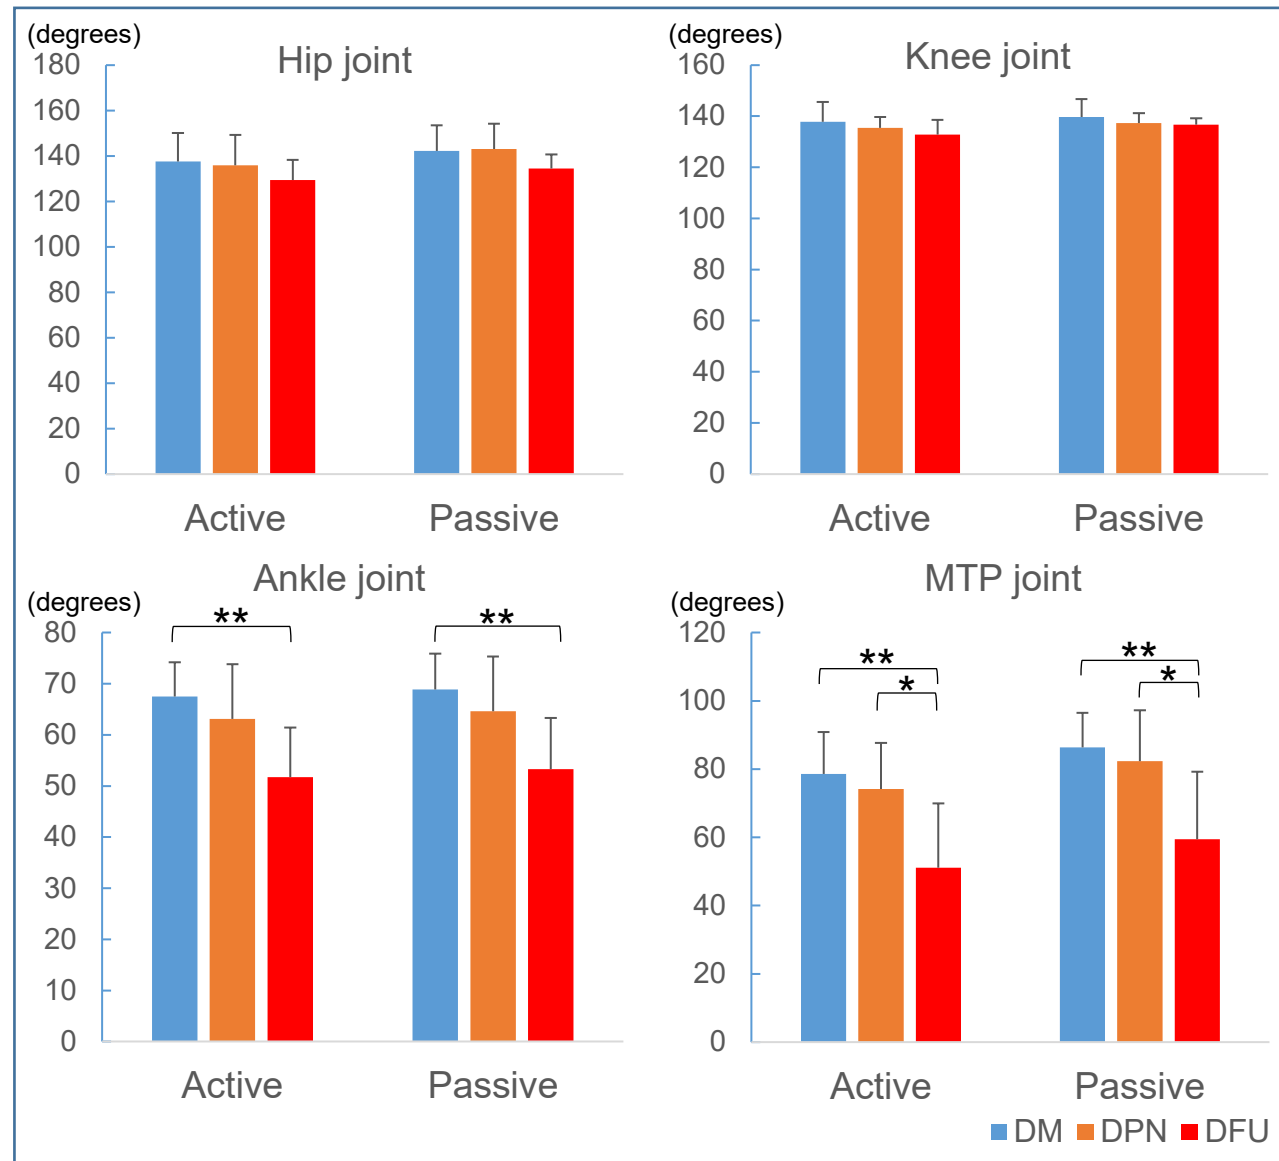 (degrees)
Hip joint
180
160
140
120
100
80
60
40
20
0
Active Passive
(degrees)
Knee joint
160
140
120
100
80
60
40
20
0
Active Passive
Ankle joint
(degrees)
** **
80
70
60
50
40
30
20
10
0
Active Passive
MTP joint
(degrees)
120
** **
* *
100
80
60
40
20
0
Active Passive
DM DPN DFU